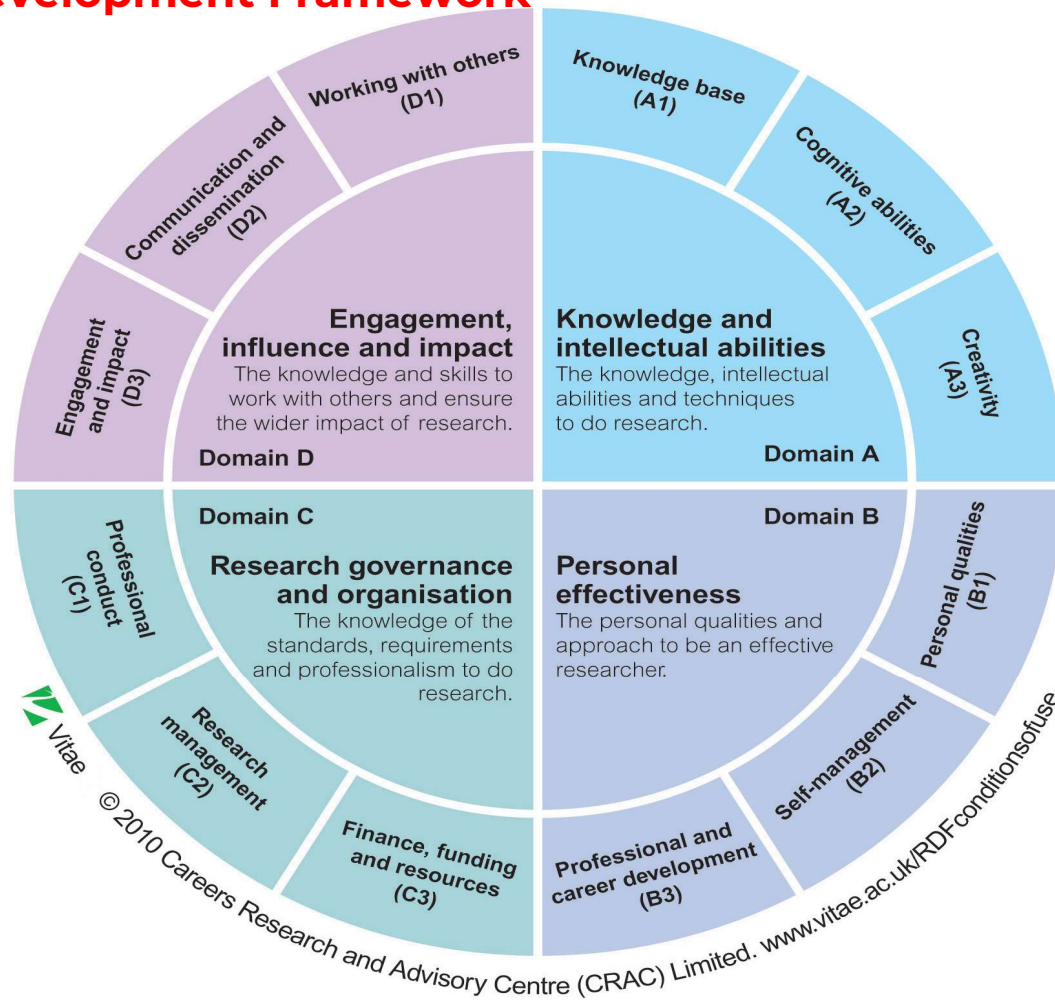 evelopment Framework
Working with others
(D1)
Knowledge base
(A1)
Communication and
dissemination
(D2)
Cognitive abilities
(A2)
Engagement
and impact
(D3)
Creativity
(A3)
Engagement,
influence and impact
The knowledge and skills to
work with others and ensure
the wider impact of research.
Domain D
Knowledge and
intellectual abilities
The knowledge, intellectual
abilities and techniques
to do research.
Domain A
Domain C
Research governance
and organisation
The knowledge of the
standards, requirements
and professionalism to do
research.
Domain B
Personal
effectiveness
The personal qualities and
approach to be an effective
researcher.
Professional
conduct
(C1)
Personal qualities
(B1)
Research
management
(C2)
Self-management
(B2)
Finance, funding
and resources
(C3)
Professional and
career development
(B3)
Vitae © 2010 Careers Research and Advisory Centre (CRAC) Limited. www.vitae.ac.uk/RDFconditionsofuse